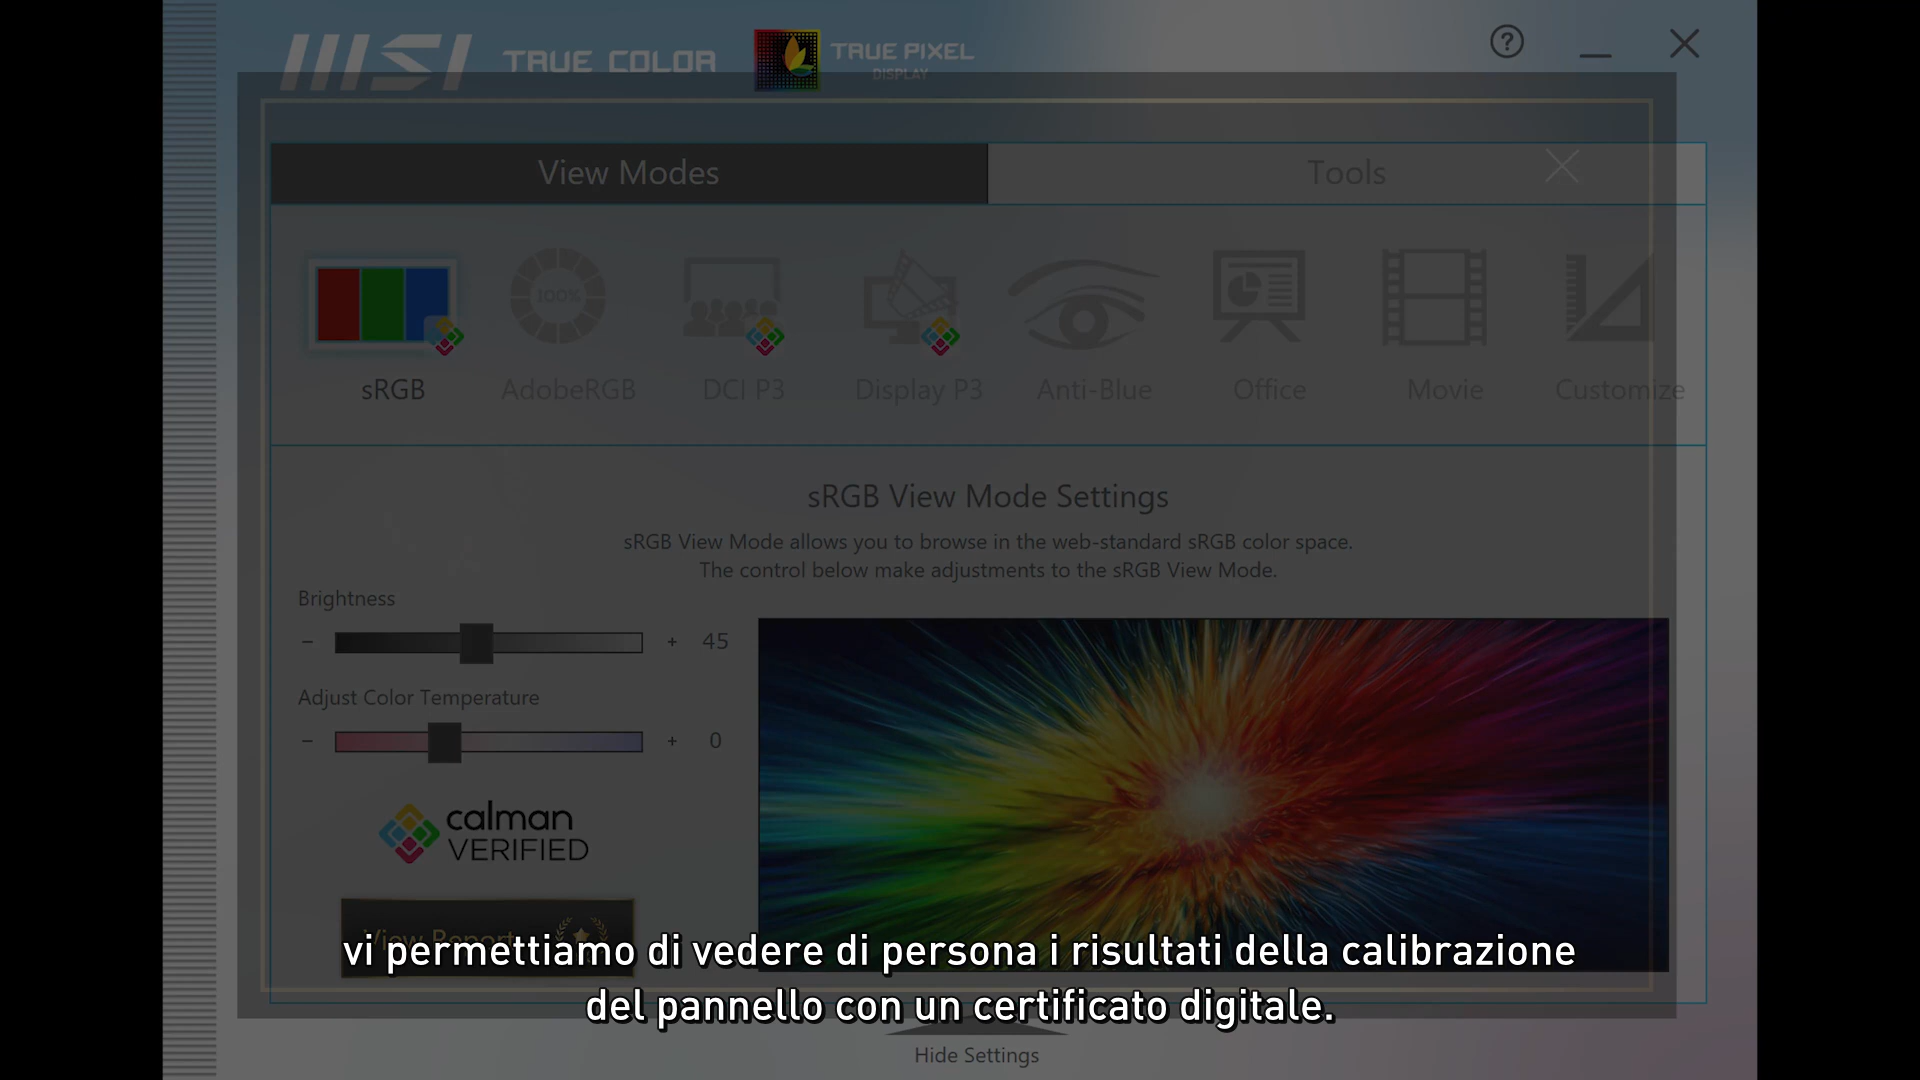 msi TRUE COLOR TRUE PIXEL
DISPLAY
?
View Modes Tools
100%
sRGB AdobeRGB DCI P3 Display P3 Anti-Blue Office Movie Customize
sRGB View Mode Settings
sRGB View Mode allows you to browse in the web-standard sRGB color space.
The control below make adjustments to the sRGB View Mode.
Brightness
− + 45
Adjust Color Temperature
− + 0
calman
VERIFIED
View Report
vi permettiamo di vedere di persona i risultati della calibrazione
del pannello con un certificato digitale.
Hide Settings